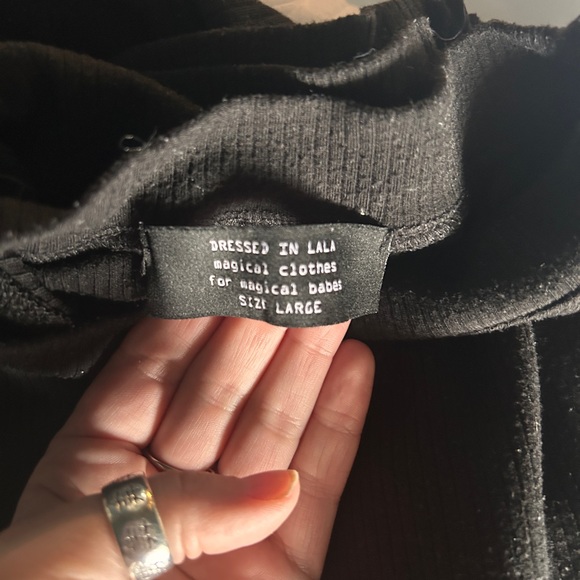 DRESSED IN LALA
magical clothes
for magical babes
SIZE LARGE